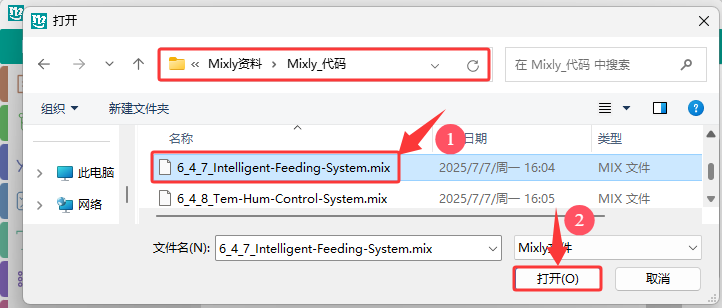 打开
« Mixly资料 > Mixly_代码
在 Mixly_代码 中搜索
组织 新建文件夹
名称 日期 类型
1
此电脑 6_4_7_Intelligent-Feeding-System.mix 2025/7/7/周一 16:04 MIX 文件
网络 6_4_8_Tem-Hum-Control-System.mix 2025/7/7/周一 16:05 MIX 文件
2
文件名(N): 6_4_7_Intelligent-Feeding-System.mix Mixly文件
打开(O) 取消